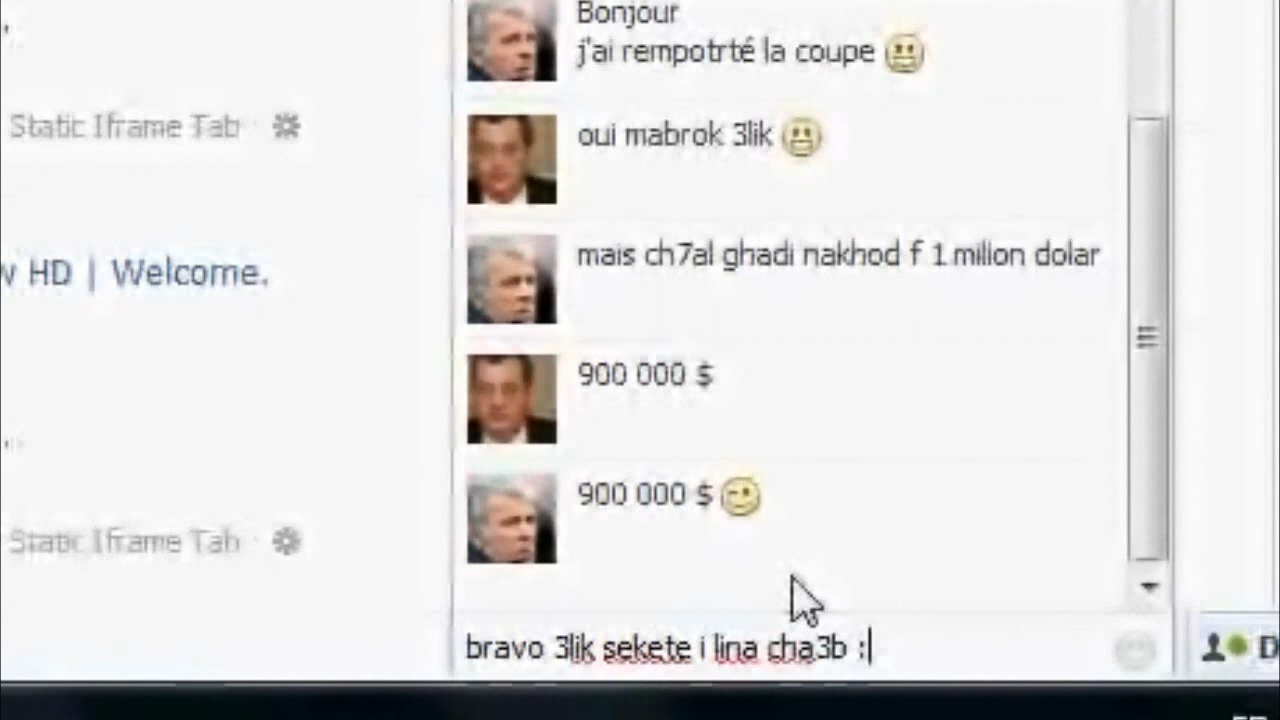 Bonjour
j'ai rempotrté la coupe
Static Iframe Tab
oui mabrok 3lik
mais ch7al ghadi nakhod f 1 milion dolar
HD | Welcome.
900 000 $
900 000 $
Static Iframe Tab
bravo 3lik sekete i lina cha3b :
D